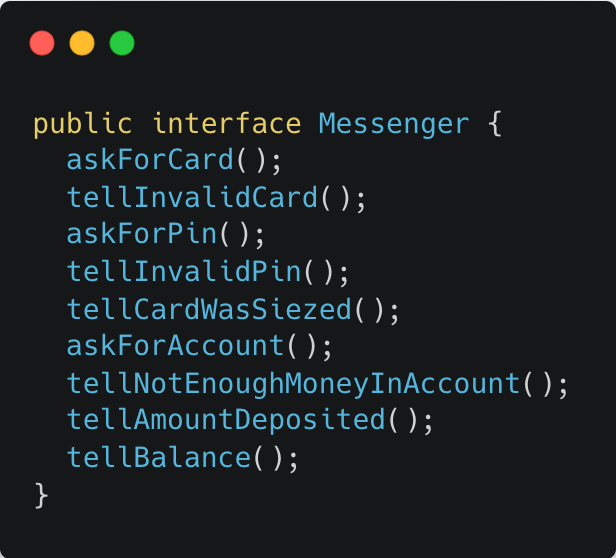 public interface Messenger {
  askForCard();
  tellInvalidCard();
  askForPin();
  tellInvalidPin();
  tellCardWasSiezed();
  askForAccount();
  tellNotEnoughMoneyInAccount();
  tellAmountDeposited();
  tellBalance();
}